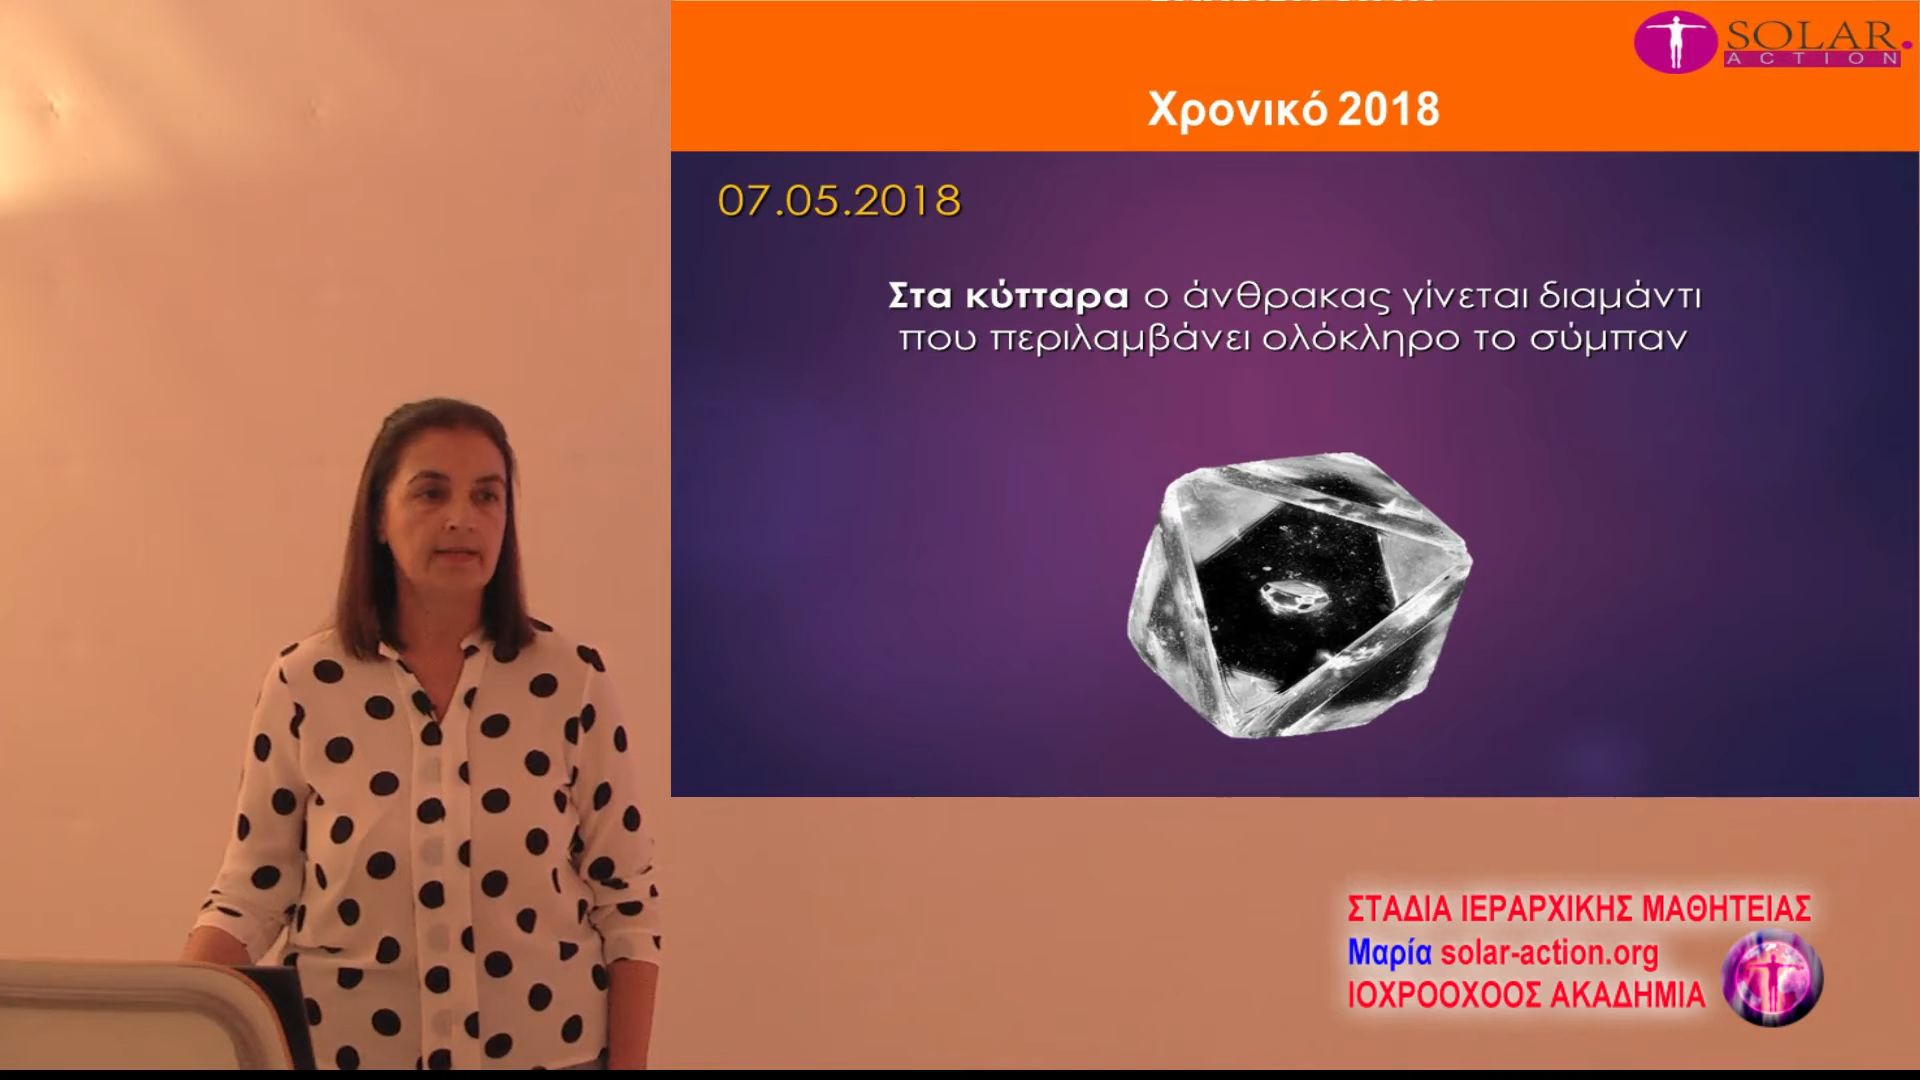 SOLAR.
ACTION
Χρονικό 2018
07.05.2018
Στα κύτταρα ο άνθρακας γίνεται διαμάντι
που περιλαμβάνει ολόκληρο το σύμπαν
ΣΤΑΔΙΑ ΙΕΡΑΡΧΙΚΗΣ ΜΑΘΗΤΕΙΑΣ
Μαρία solar-action.org
ΙΟΧΡΟΟΧΟΟΣ ΑΚΑΔΗΜΙΑ